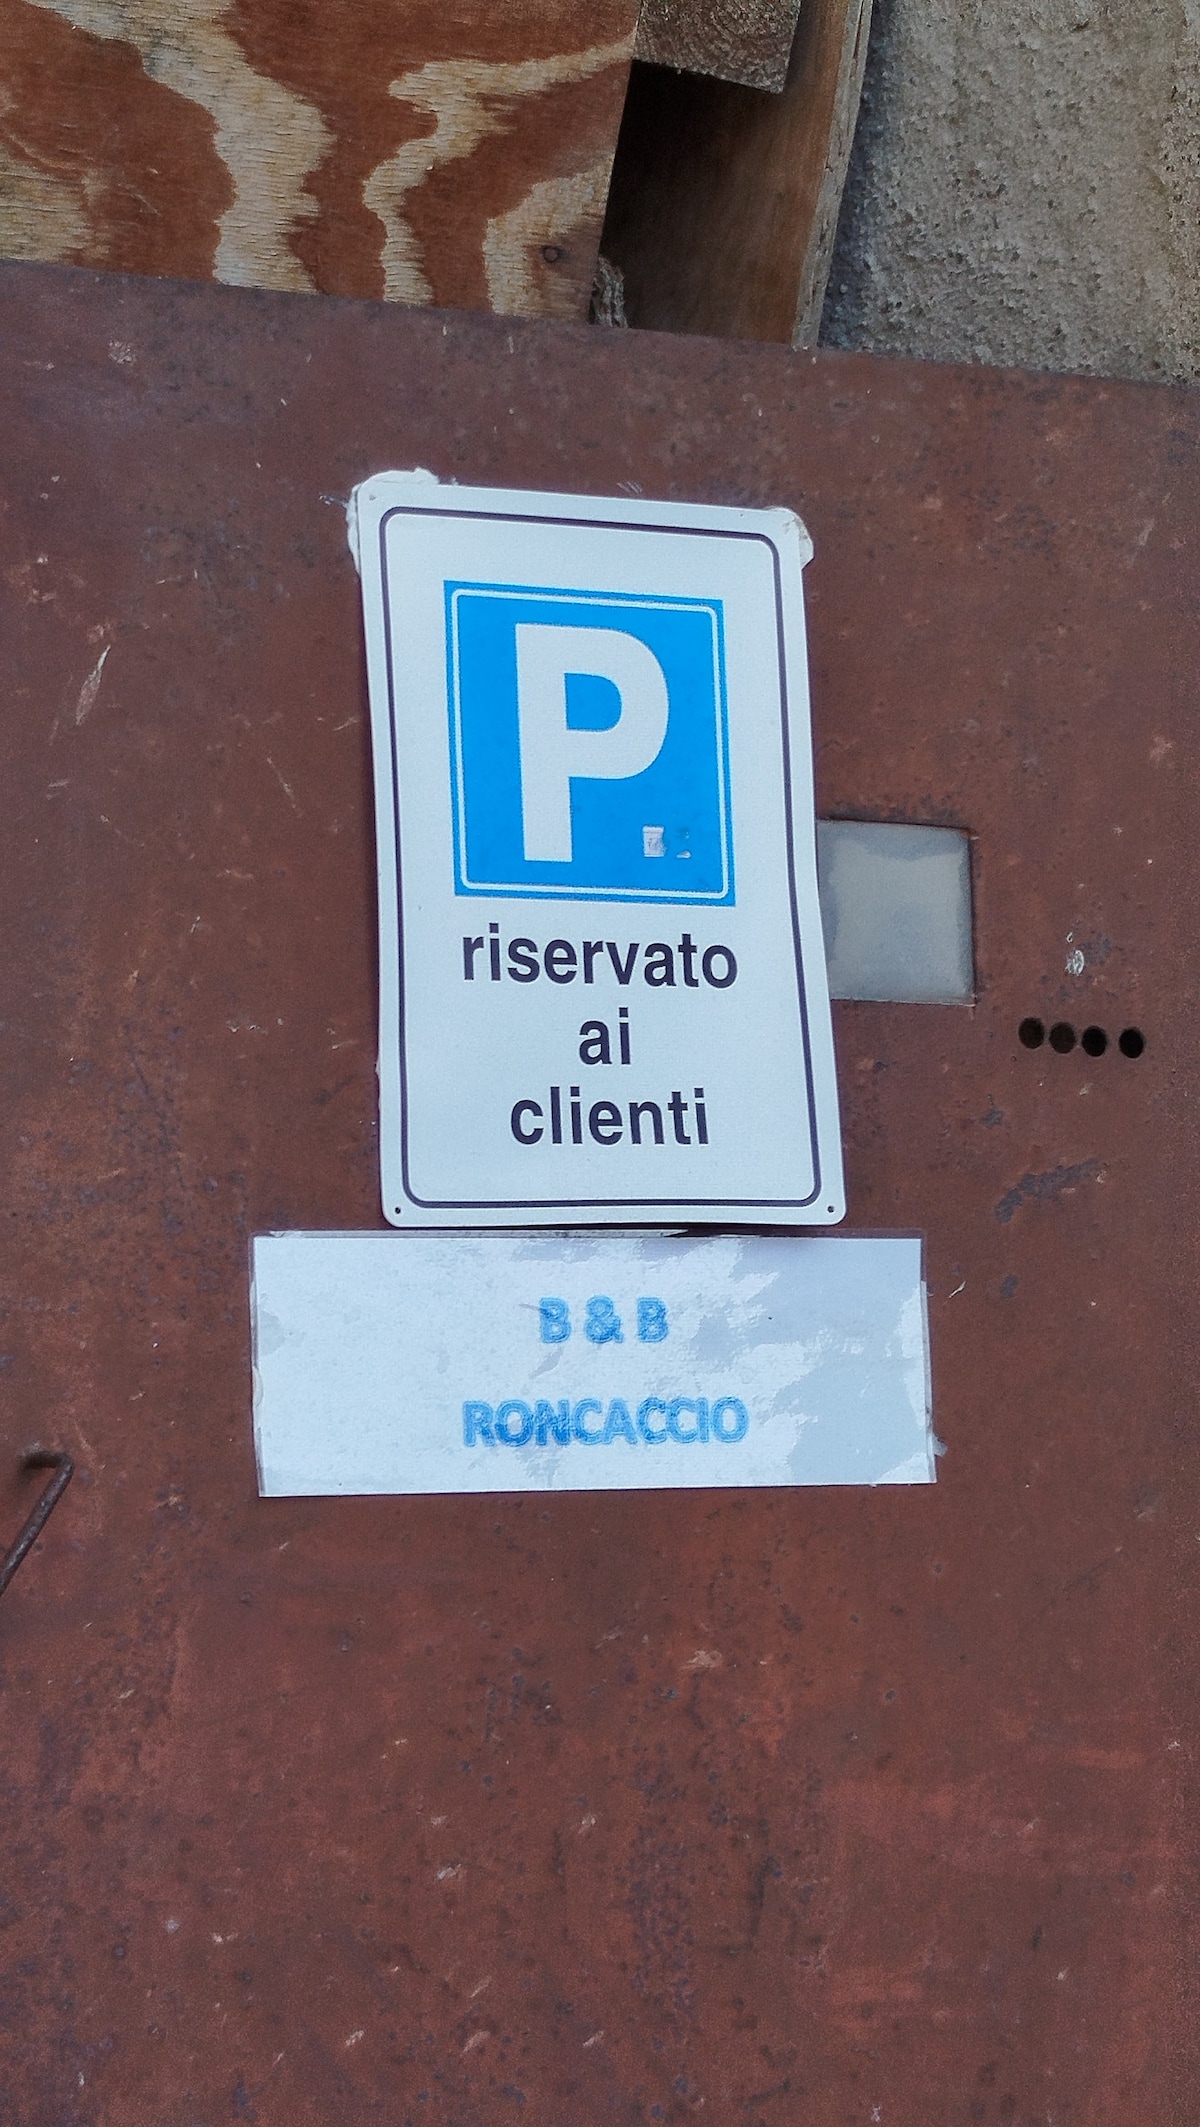 P
riservato
ai
clienti
B & B
RONCACCIO